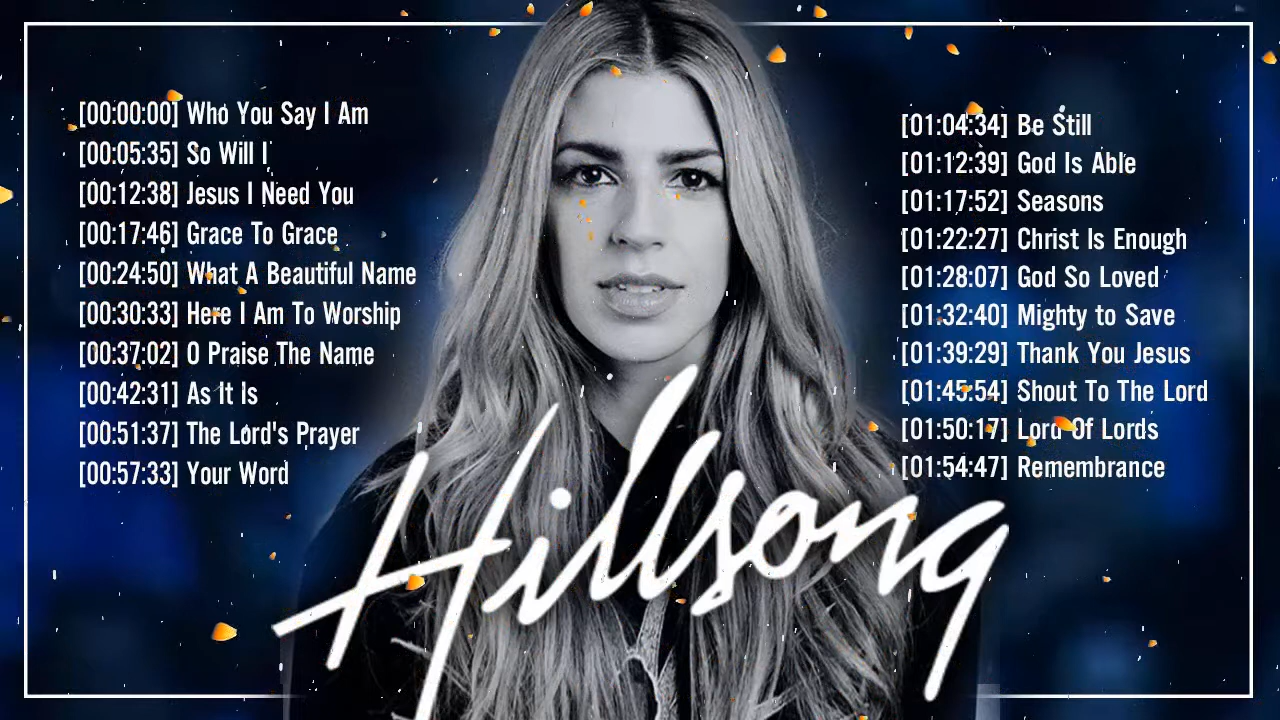 [00:00:00] Who You Say I Am
[00:05:35] So Will I
[00:12:38] Jesus I Need You
[00:17:46] Grace To Grace
[00:24:50] What A Beautiful Name
[00:30:33] Here I Am To Worship
[00:37:02] O Praise The Name
[00:42:31] As It Is
[00:51:37] The Lord's Prayer
[00:57:33] Your Word
[01:04:34] Be Still
[01:12:39] God Is Able
[01:17:52] Seasons
[01:22:27] Christ Is Enough
[01:28:07] God So Loved
[01:32:40] Mighty to Save
[01:39:29] Thank You Jesus
[01:45:54] Shout To The Lord
[01:50:17] Lord Of Lords
[01:54:47] Remembrance
Hillsong